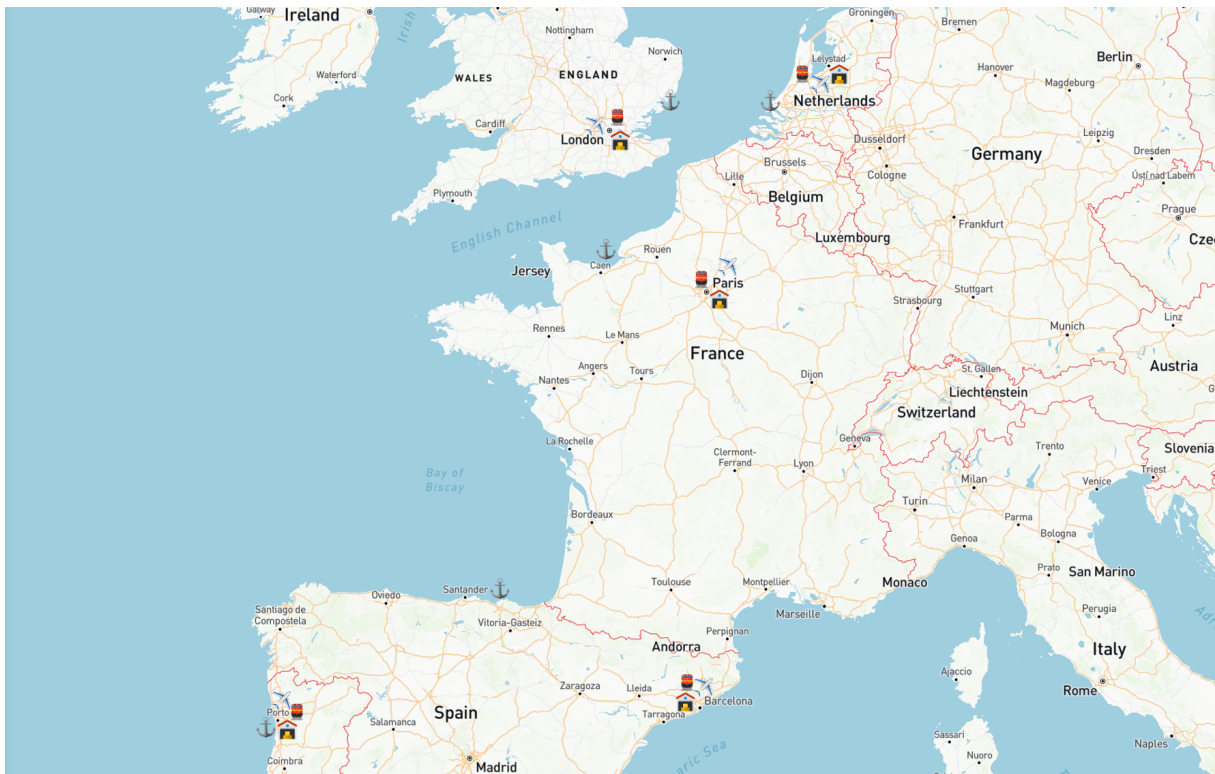 Galway
Ireland
Irish
Nottingham
Norwich
Groningen
Bremen
Berlin
Lelystad
Hanover
Magdeburg
Waterford
WALES
ENGLAND
Cork
Netherlands
Cardiff
London
Dusseldorf
Leipzig
Brussels
Germany
Dresden
Lille
Cologne
Ústí nad Labem
Plymouth
Belgium
Prague
English Channel
Frankfurt
Luxembourg
Cze
Rouen
Caen
Jersey
Paris
Stuttgart
Strasbourg
Rennes
Le Mans
Munich
Linz
France
Angers
Tours
Dijon
St. Gallen
Austria
Nantes
Liechtenstein
G
Switzerland
La Rochelle
Geneva
Trento
Slovenia
Clermont-
Ferrand
Lyon
Bay of
Biscay
Milan
Venice
Triest
Turin
Bordeaux
Parma
Bologna
Genoa
Prato
San Marino
Monaco
Toulouse
Montpellier
Santander
Oviedo
Marseille
Perugia
Adr
Santiago de
Compostela
Vitoria-Gasteiz
Perpignan
Andorra
Italy
Ajaccio
Rome
Zaragoza
Lleida
Barcelona
Porto
Spain
Tarragona
Salamanca
Sassari
Naples
aric Sea
Nuoro
Coimbra
Madrid